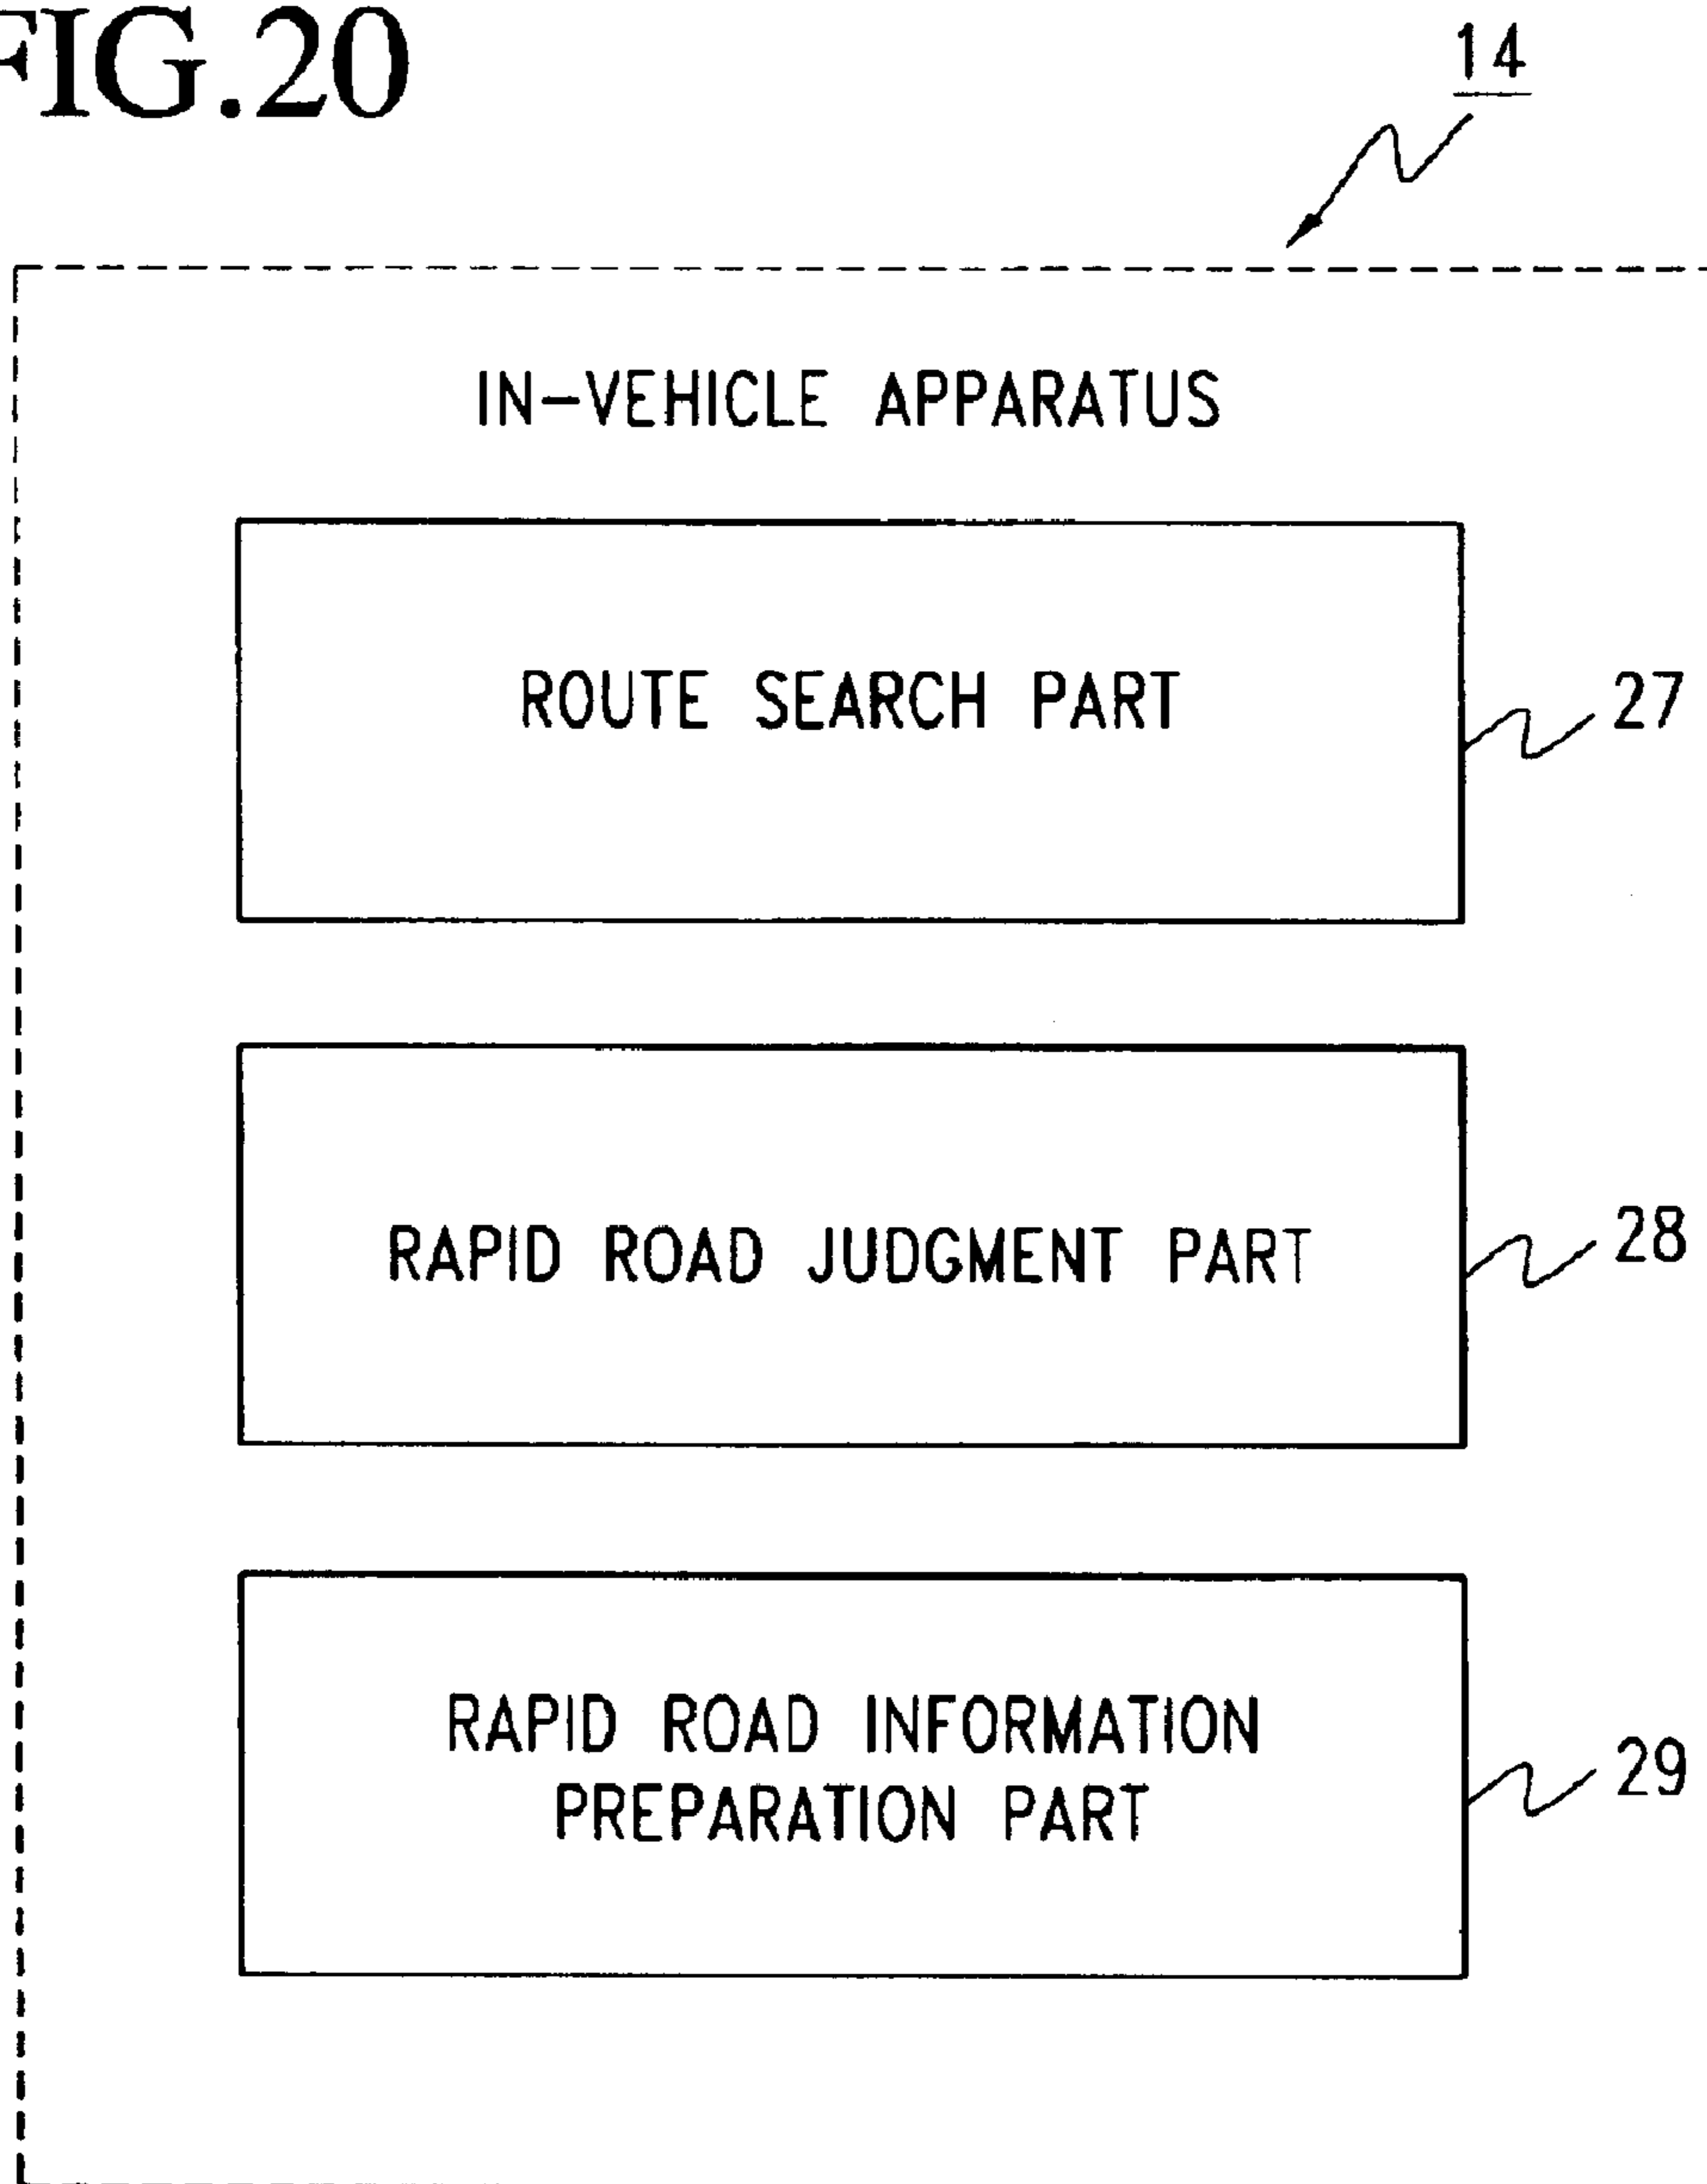 FIG.20
14
IN-VEHICLE APPARATUS
ROUTE SEARCH PART
27
RAPID ROAD JUDGMENT PART
28
RAPID ROAD INFORMATION
PREPARATION PART
29